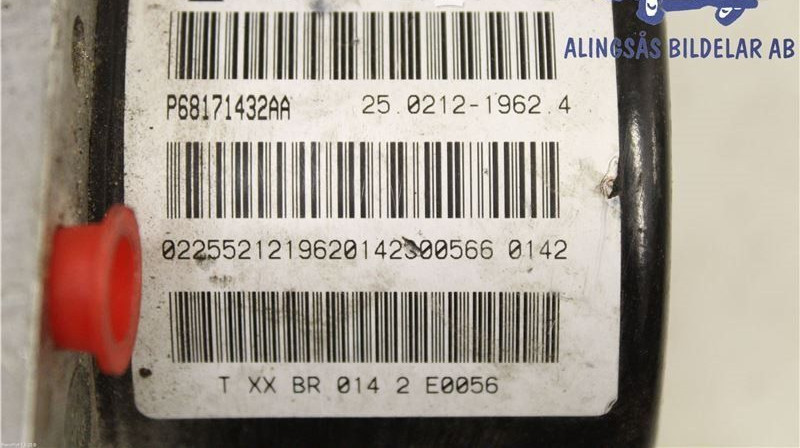 ALINGSÅS BILDELAR AB
P68171432AA 25.0212-1962.4
0225521219620142300566 0142
T XX BR 014 2 E0056